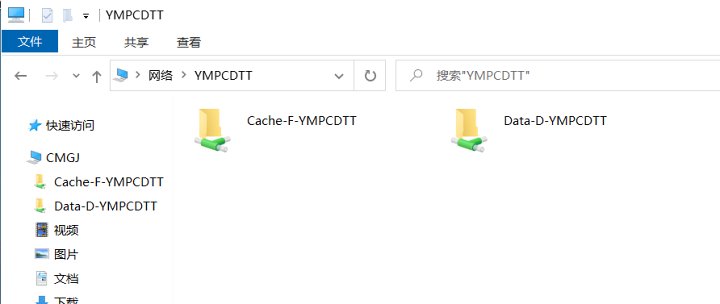 YMPCDTT
文件 主页 共享 查看
网络 YMPCDTT 搜索"YMPCDTT"
快速访问
CMGJ
Cache-F-YMPCDTT
Data-D-YMPCDTT
视频
图片
文档
下载
Cache-F-YMPCDTT
Data-D-YMPCDTT